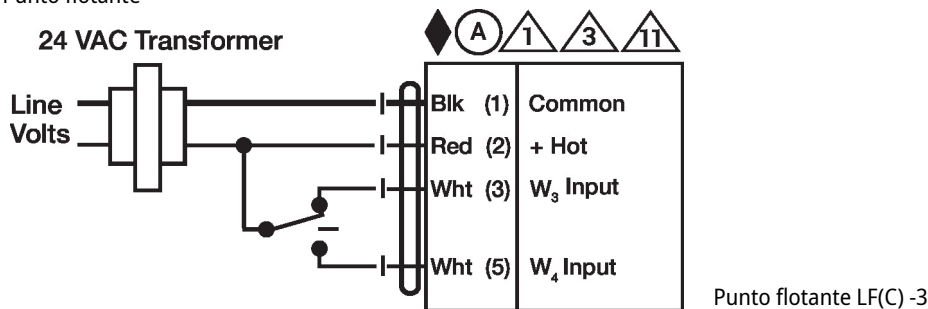 Punto flotante
24 VAC Transformer
A 1 3 11
Line Volts
Blk (1) Common
Red (2) + Hot
Wht (3) W₃ Input
Wht (5) W₄ Input
Punto flotante LF(C) -3